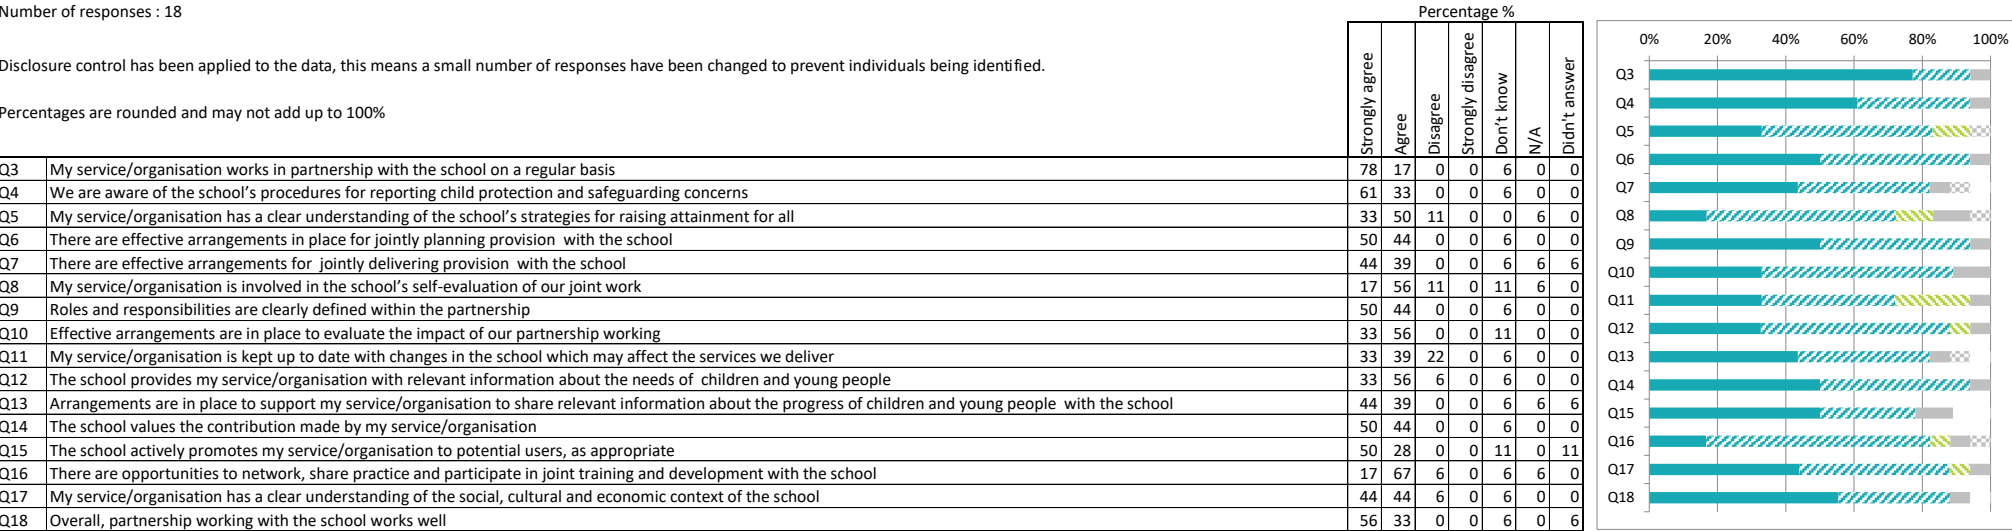 Number of responses : 18
Percentage %
Disclosure control has been applied to the data, this means a small number of responses have been changed to prevent individuals being identified.
Percentages are rounded and may not add up to 100%
Strongly agree
Agree
Disagree
Strongly disagree
Don't know
N/A
Didn't answer
Q3 My service/organisation works in partnership with the school on a regular basis 78 17 0 0 6 0 0
Q4 We are aware of the school's procedures for reporting child protection and safeguarding concerns 61 33 0 0 6 0 0
Q5 My service/organisation has a clear understanding of the school's strategies for raising attainment for all 33 50 11 0 0 6 0
Q6 There are effective arrangements in place for jointly planning provision with the school 50 44 0 0 6 0 0
Q7 There are effective arrangements for jointly delivering provision with the school 44 39 0 0 6 6 6
Q8 My service/organisation is involved in the school's self-evaluation of our joint work 17 56 11 0 11 6 0
Q9 Roles and responsibilities are clearly defined within the partnership 50 44 0 0 6 0 0
Q10 Effective arrangements are in place to evaluate the impact of our partnership working 33 56 0 0 11 0 0
Q11 My service/organisation is kept up to date with changes in the school which may affect the services we deliver 33 39 22 0 6 0 0
Q12 The school provides my service/organisation with relevant information about the needs of children and young people 33 56 6 0 6 0 0
Q13 Arrangements are in place to support my service/organisation to share relevant information about the progress of children and young people with the school 44 39 0 0 6 6 6
Q14 The school values the contribution made by my service/organisation 50 44 0 0 6 0 0
Q15 The school actively promotes my service/organisation to potential users, as appropriate 50 28 0 0 11 0 11
Q16 There are opportunities to network, share practice and participate in joint training and development with the school 17 67 6 0 6 6 0
Q17 My service/organisation has a clear understanding of the social, cultural and economic context of the school 44 44 6 0 6 0 0
Q18 Overall, partnership working with the school works well 56 33 0 0 6 0 6
0% 20% 40% 60% 80% 100%
Q3
Q4
Q5
Q6
Q7
Q8
Q9
Q10
Q11
Q12
Q13
Q14
Q15
Q16
Q17
Q18